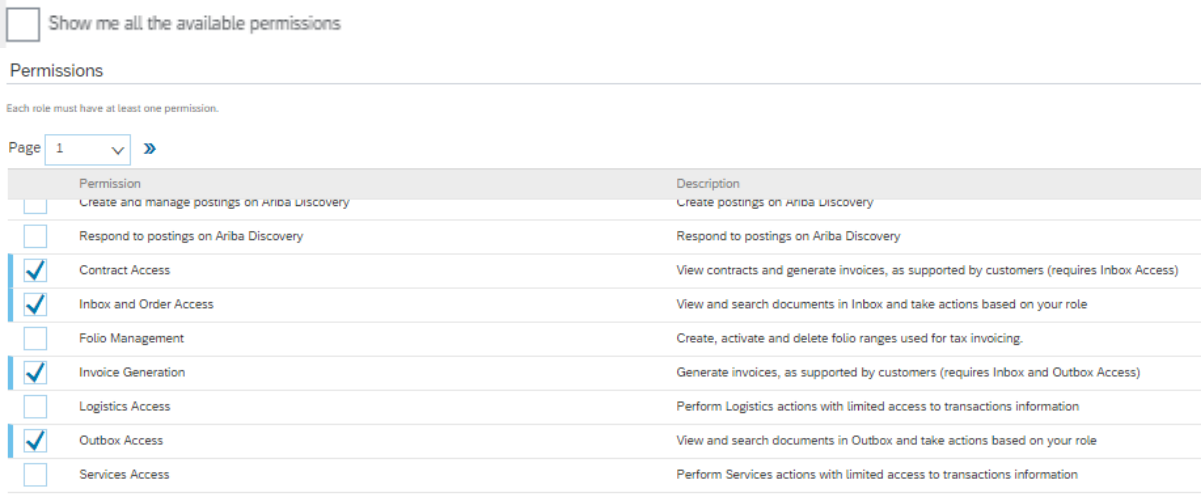 Show me all the available permissions
Permissions
Each role must have at least one permission.
Page 1 »
Permission Description
Create and manage postings on Ariba Discovery Create postings on Ariba Discovery
Respond to postings on Ariba Discovery Respond to postings on Ariba Discovery
Contract Access View contracts and generate invoices, as supported by customers (requires Inbox Access)
Inbox and Order Access View and search documents in Inbox and take actions based on your role
Folio Management Create, activate and delete folio ranges used for tax invoicing.
Invoice Generation Generate invoices, as supported by customers (requires Inbox and Outbox Access)
Logistics Access Perform Logistics actions with limited access to transactions information
Outbox Access View and search documents in Outbox and take actions based on your role
Services Access Perform Services actions with limited access to transactions information